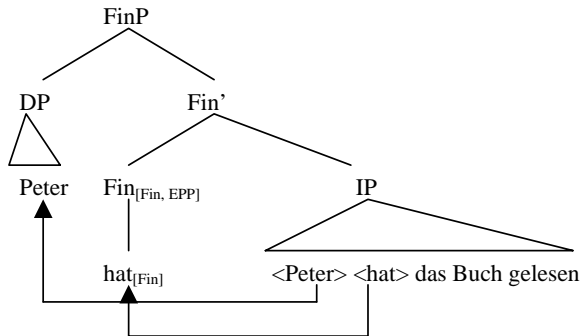 FinP
DP Fin’
Peter Fin[Fin, EPP] IP
hat[Fin] <Peter> <hat> das Buch gelesen